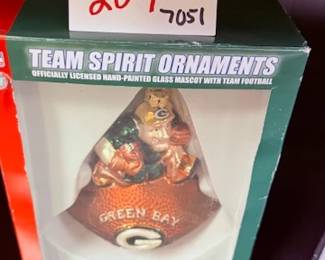 7051
TEAM SPIRIT ORNAMENTS
OFFICIALLY LICENSED HAND-PAINTED GLASS MASCOT WITH TEAM FOOTBALL
G
GREEN BAY
G